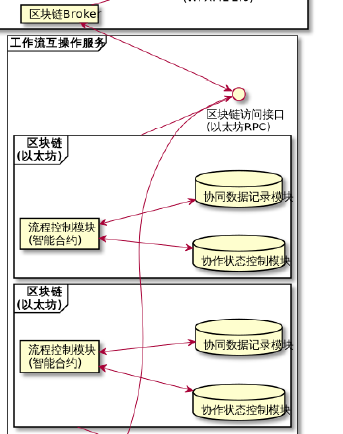 区块链Broke
工作流互操作服务
区块链访问接口
(以太坊RPC)
区块链
(以太坊)
协同数据记录模块
流程控制模块
(智能合约)
协作状态控制模块
区块链
(以太坊)
协同数据记录模块
流程控制模块
(智能合约)
协作状态控制模块